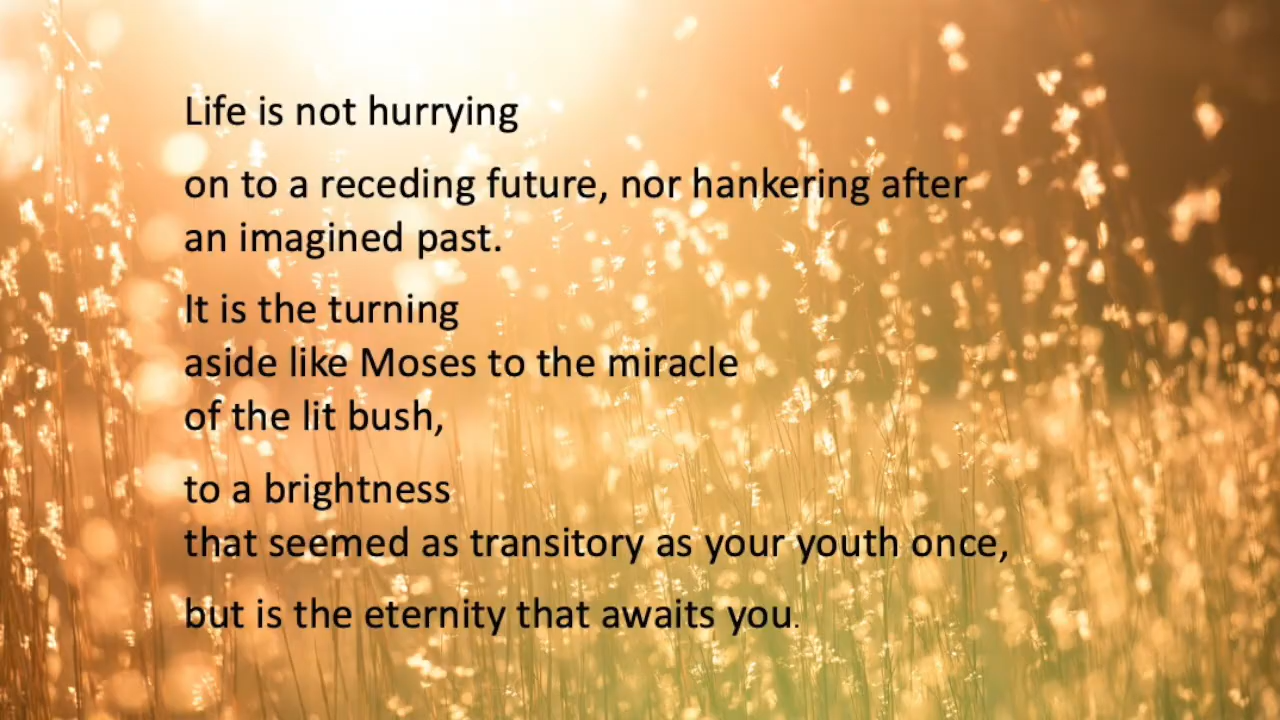 Life is not hurrying
on to a receding future, nor hankering after
an imagined past.
It is the turning
aside like Moses to the miracle
of the lit bush,
to a brightness
that seemed as transitory as your youth once,
but is the eternity that awaits you.